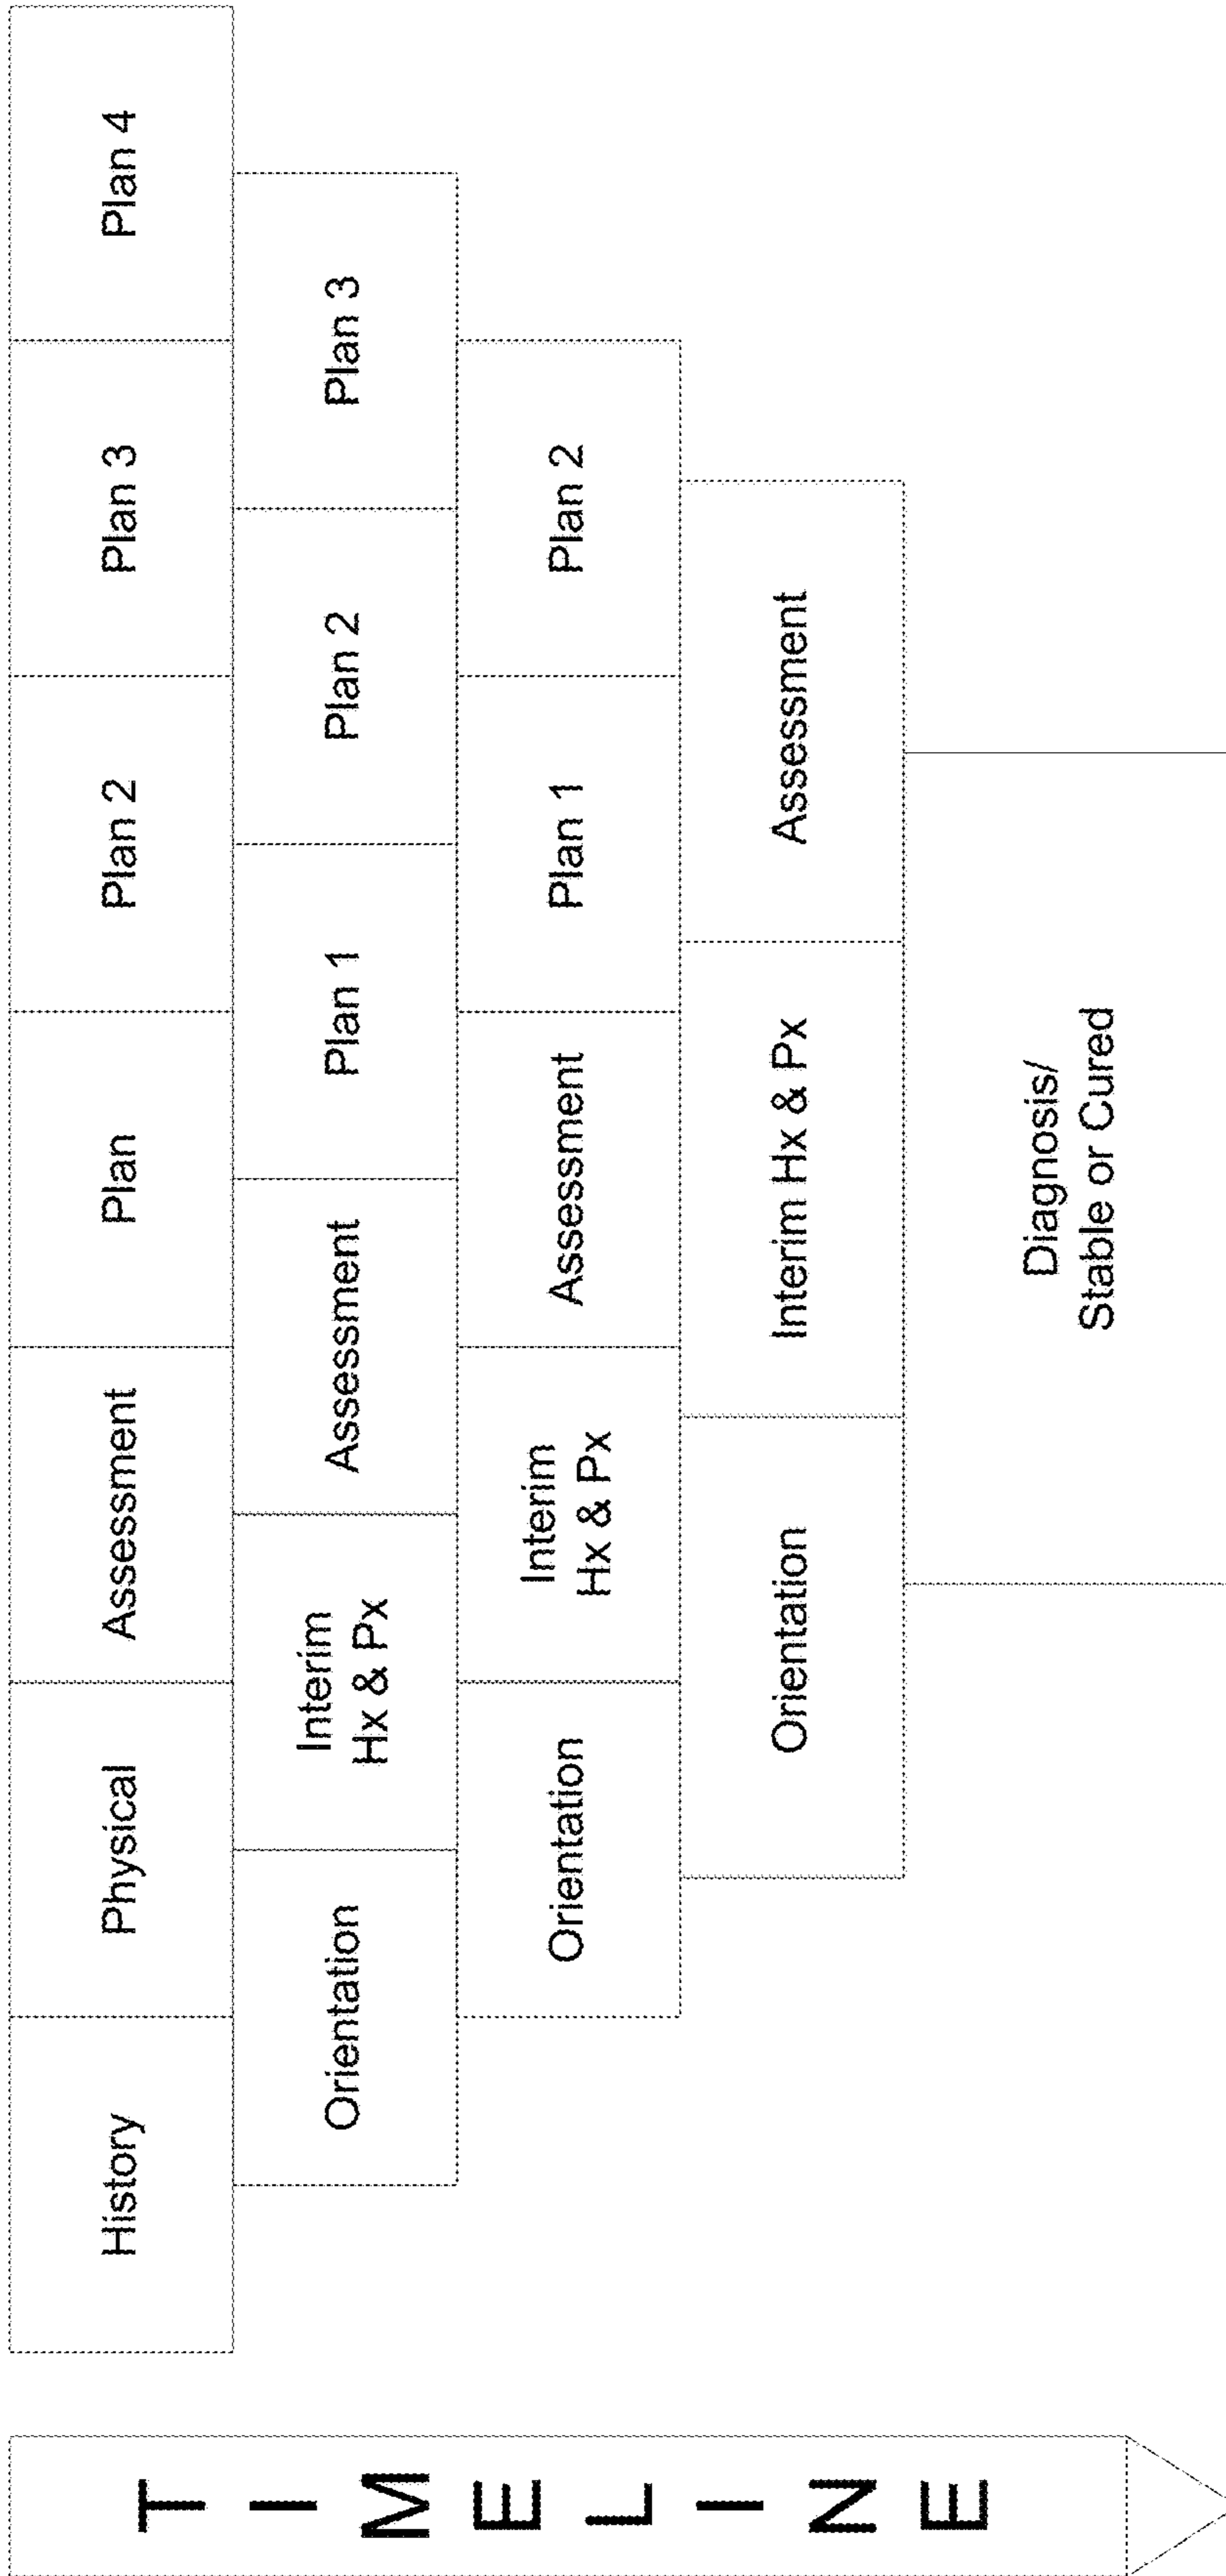 TIMELINE
History
Physical
Assessment
Plan
Plan 2
Plan 3
Plan 4
Orientation
Interim
Hx & Px
Assessment
Plan 1
Plan 2
Plan 3
Orientation
Interim
Hx & Px
Assessment
Plan 1
Plan 2
Orientation
Interim Hx & Px
Assessment
Diagnosis/
Stable or Cured